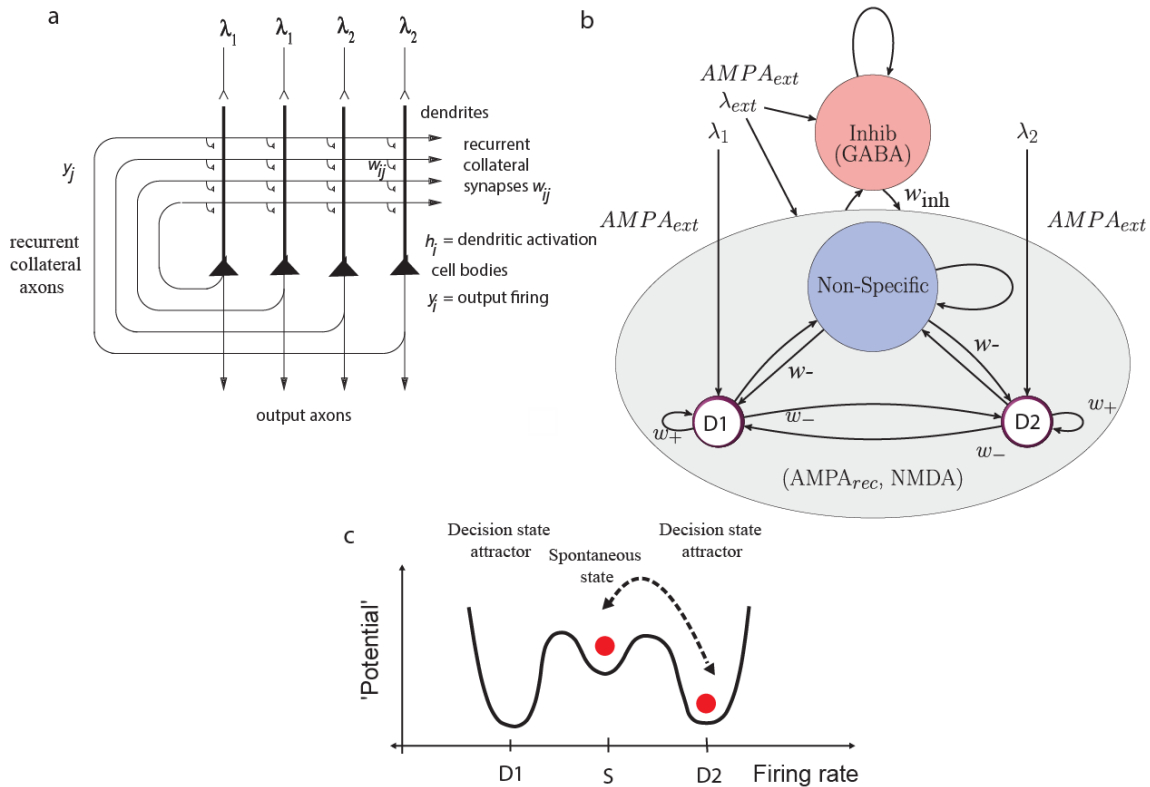 a
λ1 λ1 λ2 λ2
dendrites
recurrent
collateral
synapses wij
wij
yj
recurrent
collateral
axons
hi = dendritic activation
cell bodies
yi = output firing
output axons
b
AMPAext
λext
λ1
Inhib
(GABA)
λ2
winh
AMPAext
AMPAext
Non-Specific
w-
w-
D1
w+
w−
D2
w+
w−
(AMPArec, NMDA)
c
Decision state
attractor
Spontaneous
state
Decision state
attractor
'Potential'
D1 S D2 Firing rate